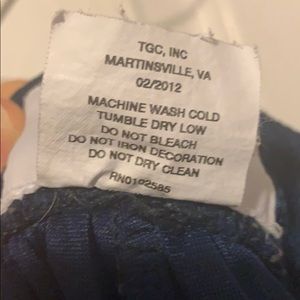 TGC, INC
MARTINSVILLE, VA
02/2012
MACHINE WASH COLD
TUMBLE DRY LOW
DO NOT BLEACH
DO NOT IRON DECORATION
DO NOT DRY CLEAN
RN0102585